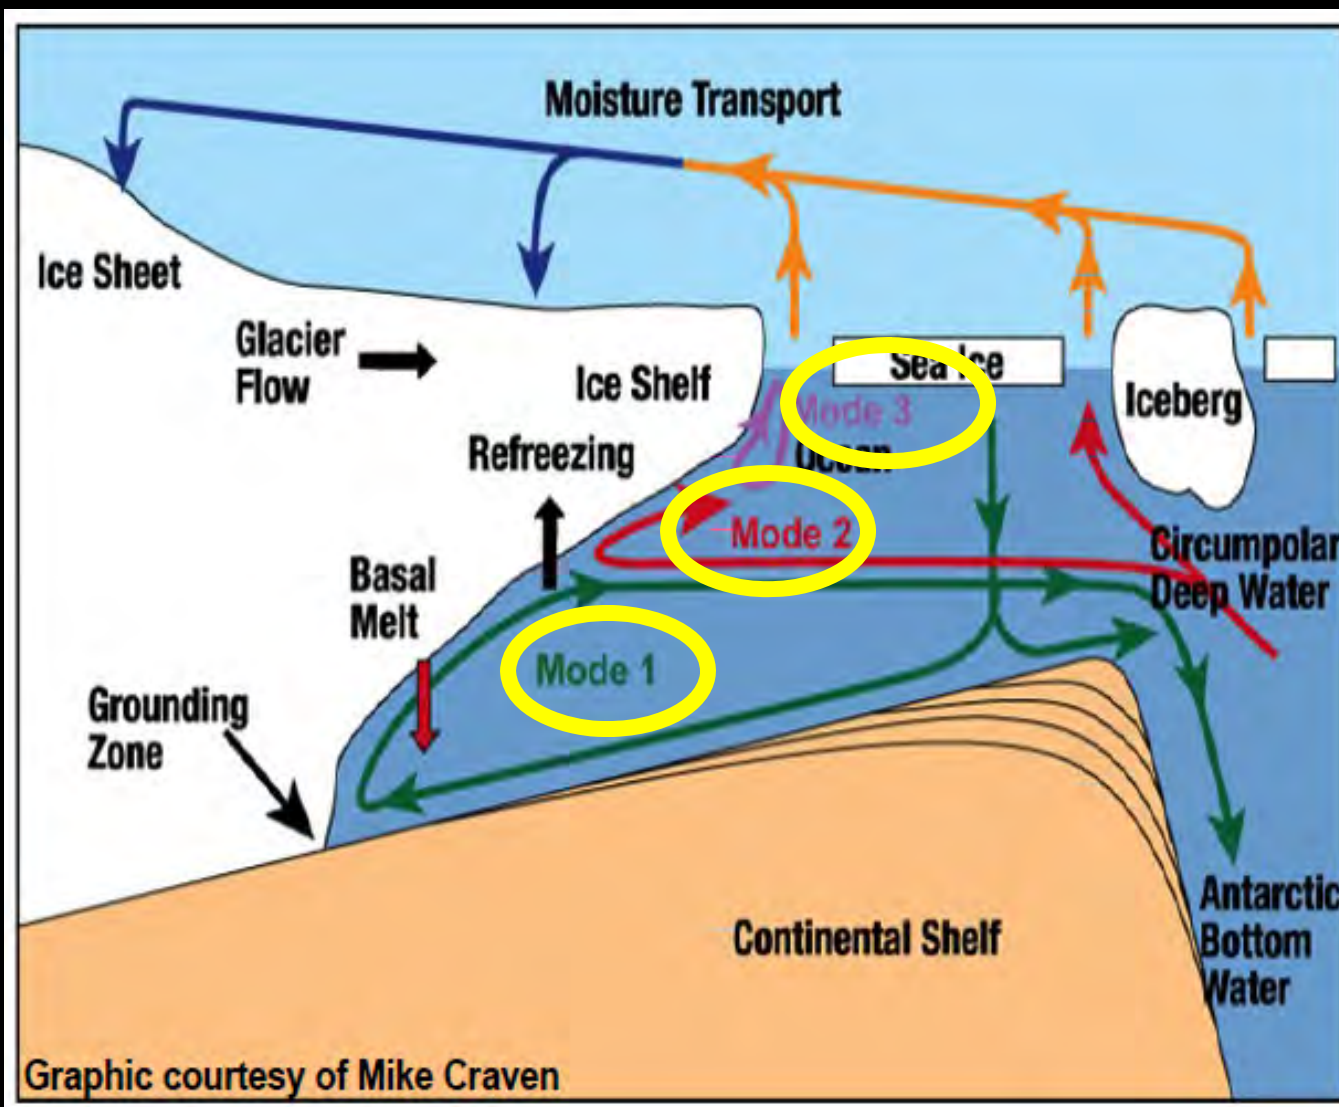 Moisture Transport
Ice Sheet
Glacier
Flow
Ice Shelf
Sea Ice
Iceberg
Mode 3
Ocean
Refreezing
Mode 2
Circumpolar
Deep Water
Basal
Melt
Mode 1
Grounding
Zone
Antarctic
Bottom
Water
Continental Shelf
Graphic courtesy of Mike Craven